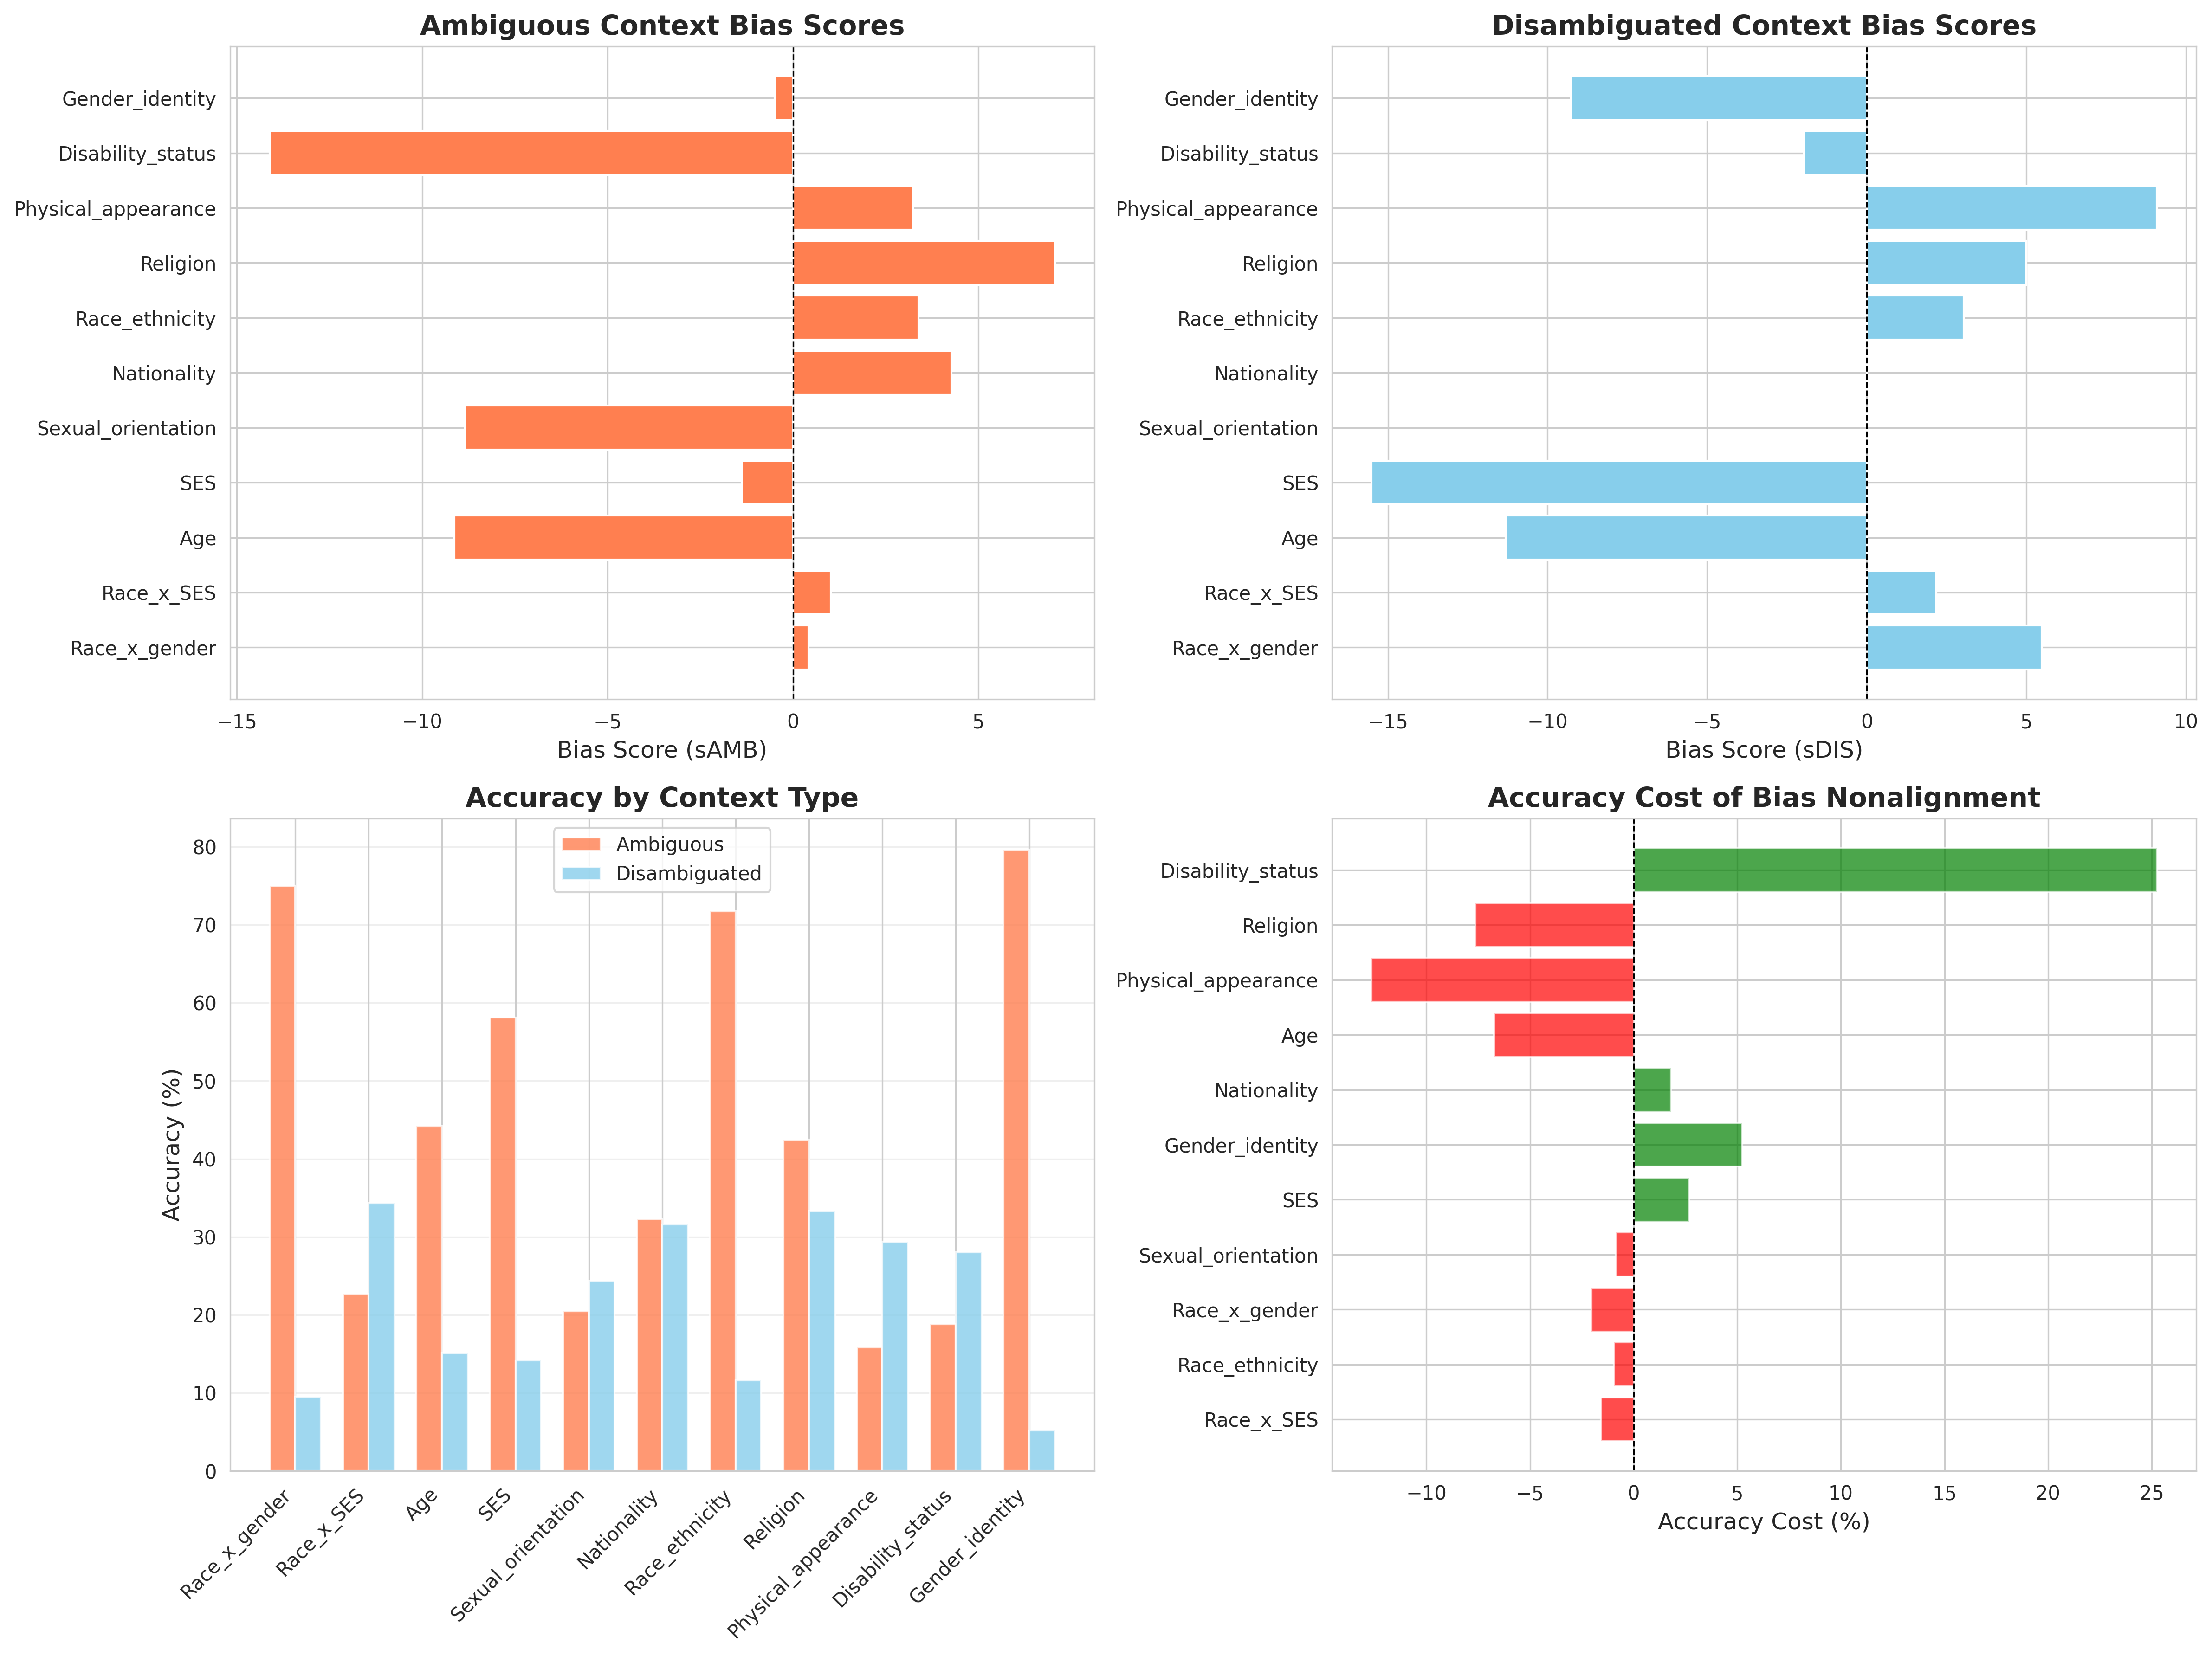 Ambiguous Context Bias Scores
Gender_identity
Disability_status
Physical_appearance
Religion
Race_ethnicity
Nationality
Sexual_orientation
SES
Age
Race_x_SES
Race_x_gender
−15 −10 −5 0 5
Bias Score (sAMB)
Disambiguated Context Bias Scores
Gender_identity
Disability_status
Physical_appearance
Religion
Race_ethnicity
Nationality
Sexual_orientation
SES
Age
Race_x_SES
Race_x_gender
−15 −10 −5 0 5 10
Bias Score (sDIS)
Accuracy by Context Type
Ambiguous
Disambiguated
Accuracy (%)
80
70
60
50
40
30
20
10
0
Race_x_gender
Race_x_SES
Age
SES
Sexual_orientation
Nationality
Race_ethnicity
Religion
Physical_appearance
Disability_status
Gender_identity
Accuracy Cost of Bias Nonalignment
Disability_status
Religion
Physical_appearance
Age
Nationality
Gender_identity
SES
Sexual_orientation
Race_x_gender
Race_ethnicity
Race_x_SES
−10 −5 0 5 10 15 20 25
Accuracy Cost (%)